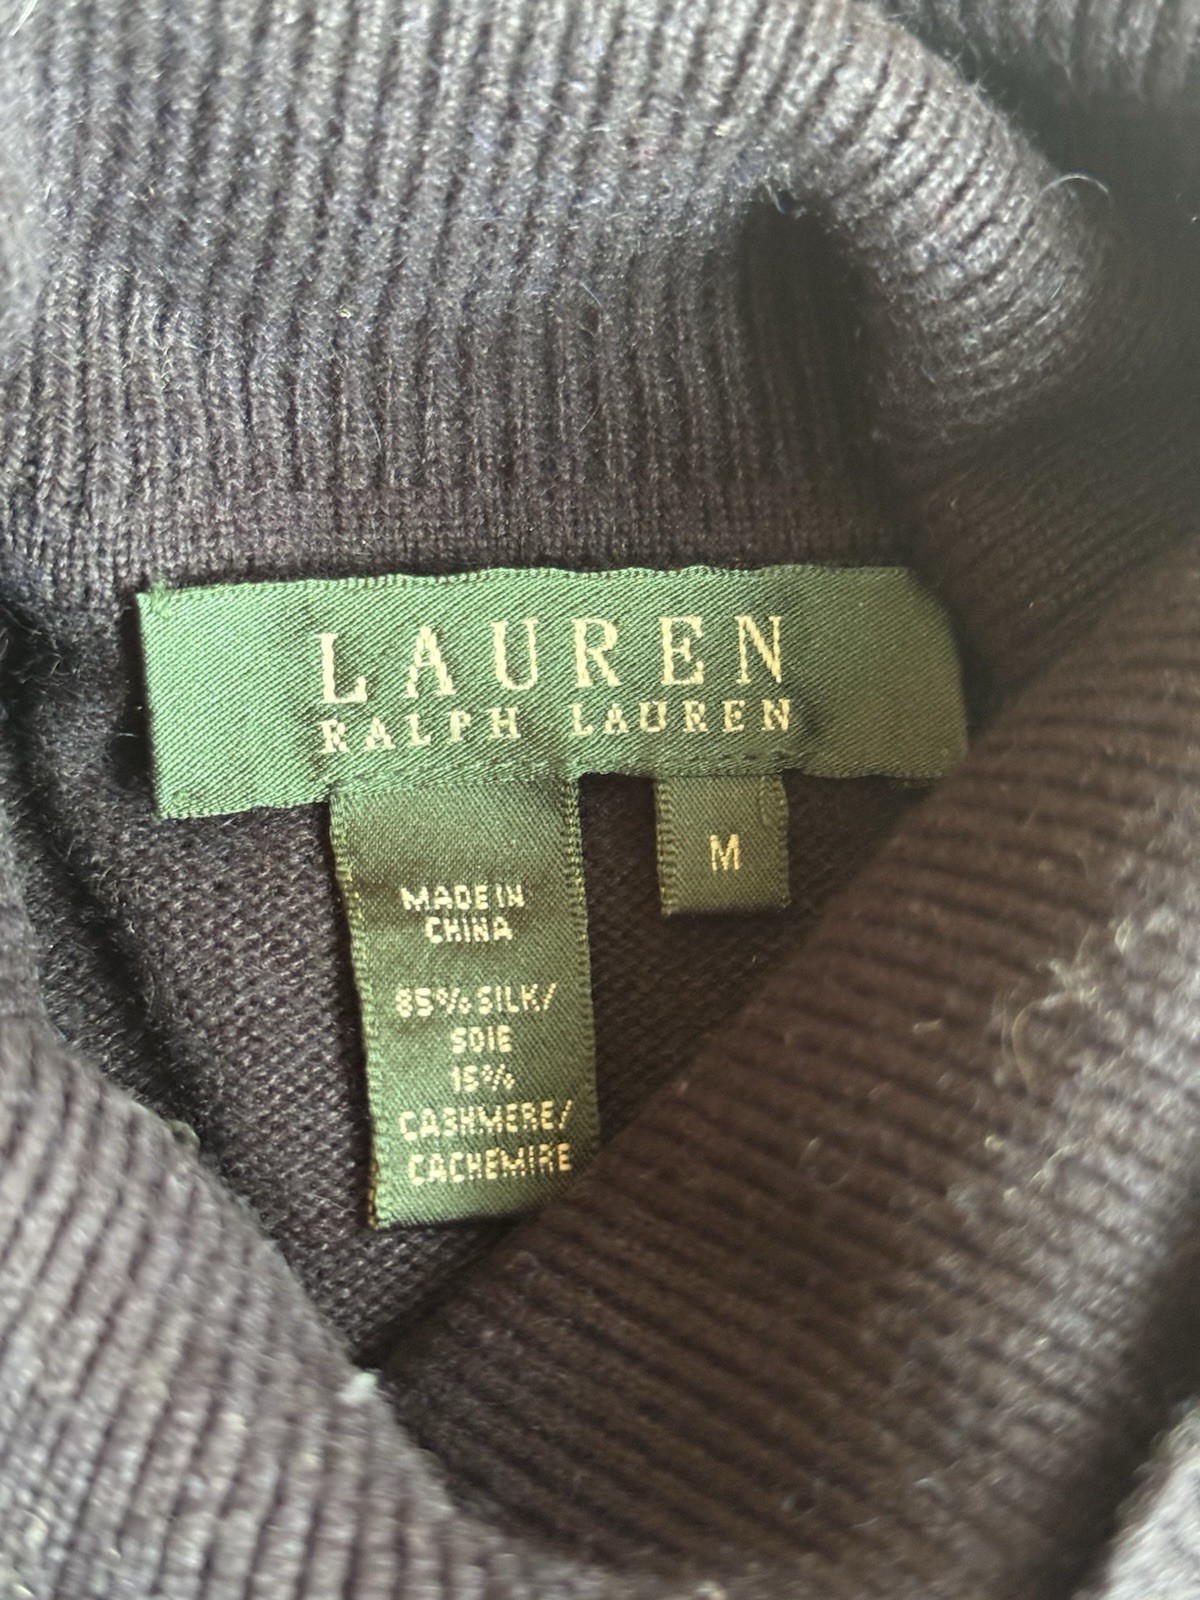 LAUREN
RALPH LAUREN
M
MADE IN
CHINA
85% SILK/
SOIE
15%
CASHMERE/
CACHEMIRE